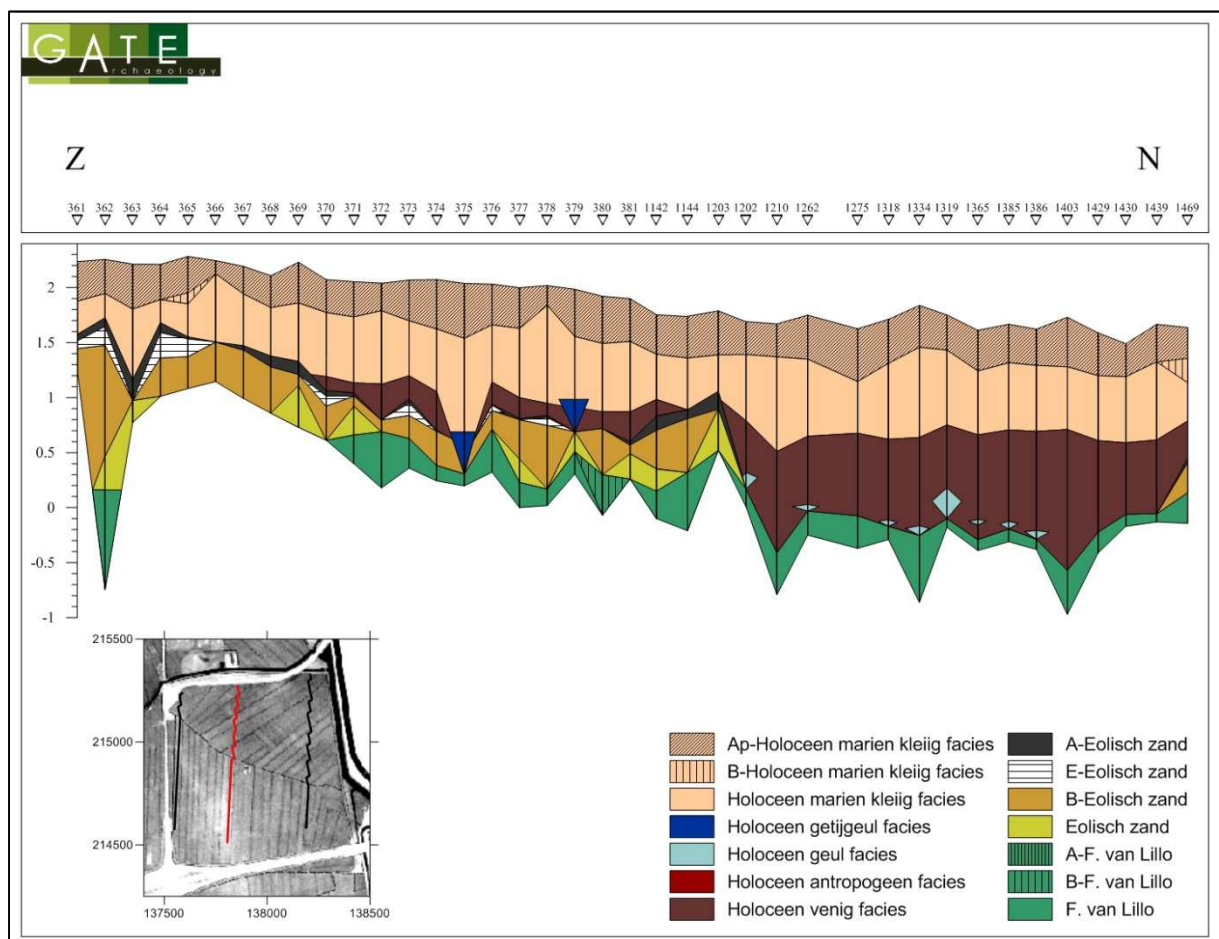 GATE
rchaeology
Z N
361 362 363 364 365 366 367 368 369 370 371 372 373 374 375 376 377 378 379 380 381 1142 1144 1203 1202 1210 1262 1275 1318 1334 1319 1365 1385 1386 1403 1429 1430 1439 1469
2
1.5
1
0.5
0
-0.5
-1
215500
215000
214500
137500 138000 138500
Ap-Holoceen marien kleiig facies
B-Holoceen marien kleiig facies
Holoceen marien kleiig facies
Holoceen getijgeul facies
Holoceen geul facies
Holoceen antropogeen facies
Holoceen venig facies
A-Eolisch zand
E-Eolisch zand
B-Eolisch zand
Eolisch zand
A-F. van Lillo
B-F. van Lillo
F. van Lillo